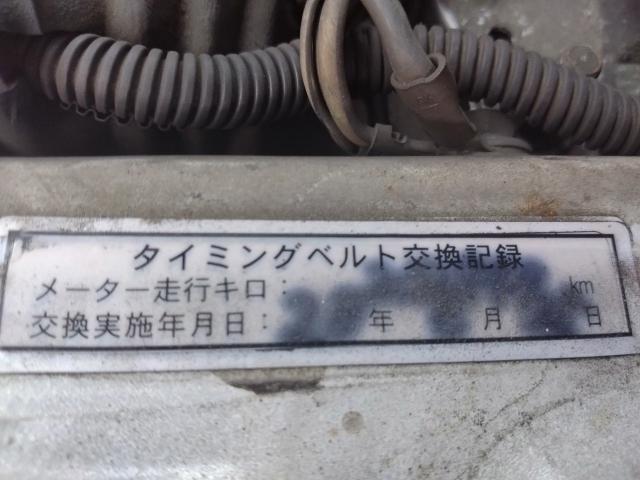 タイミングベルト交換記録
メーター走行キロ： km
交換実施年月日： 年 月 日